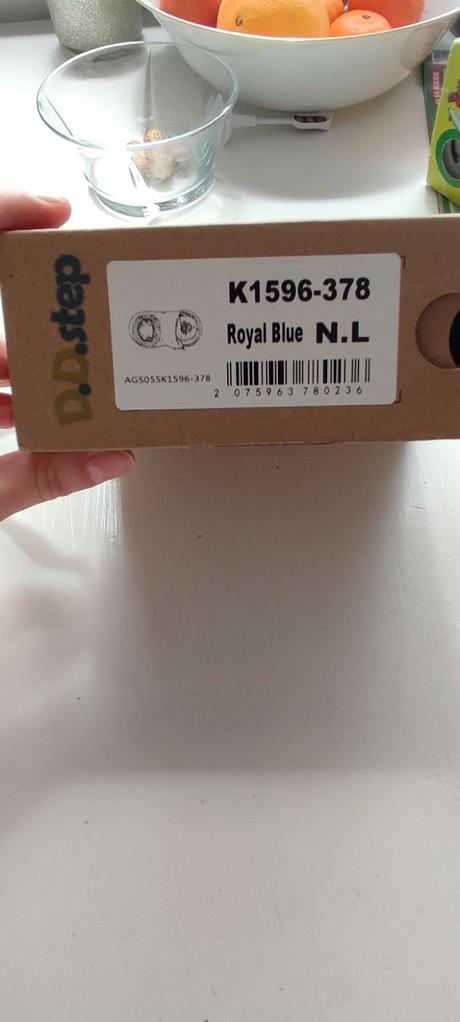 D.D.step
K1596-378
Royal Blue N.L
AGS055K1596-378
2 075963 780236